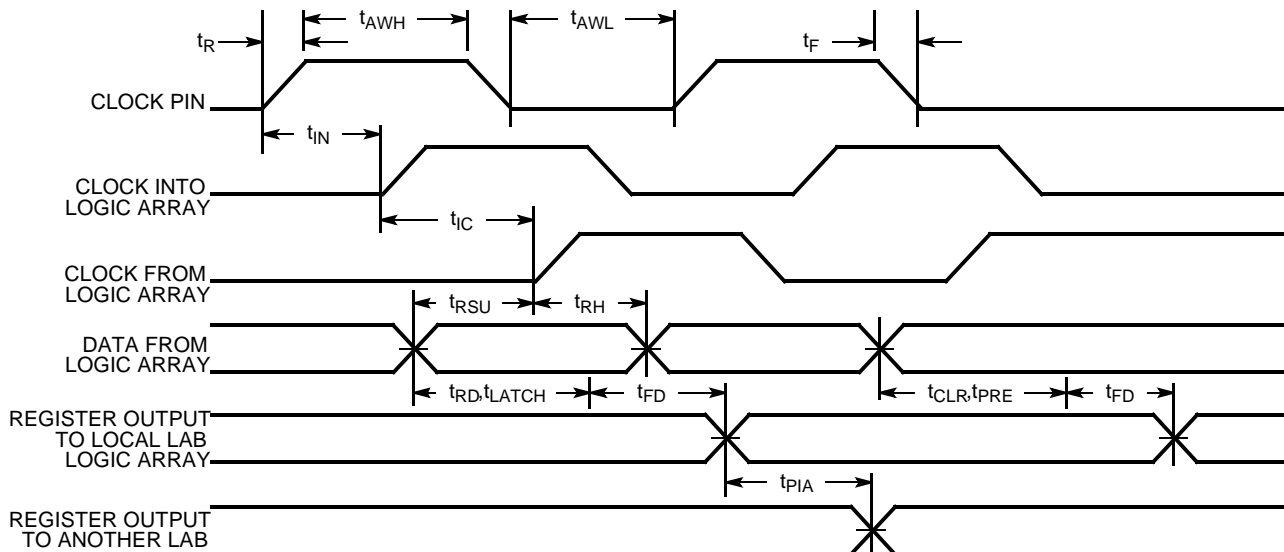 tAWH
tAWL
tR
tF
CLOCK PIN
tIN
CLOCK INTO
LOGIC ARRAY
tIC
CLOCK FROM
LOGIC ARRAY
tRSU
tRH
DATA FROM
LOGIC ARRAY
tRD,tLATCH
tFD
tCLR,tPRE
tFD
REGISTER OUTPUT
TO LOCAL LAB
LOGIC ARRAY
tPIA
REGISTER OUTPUT
TO ANOTHER LAB